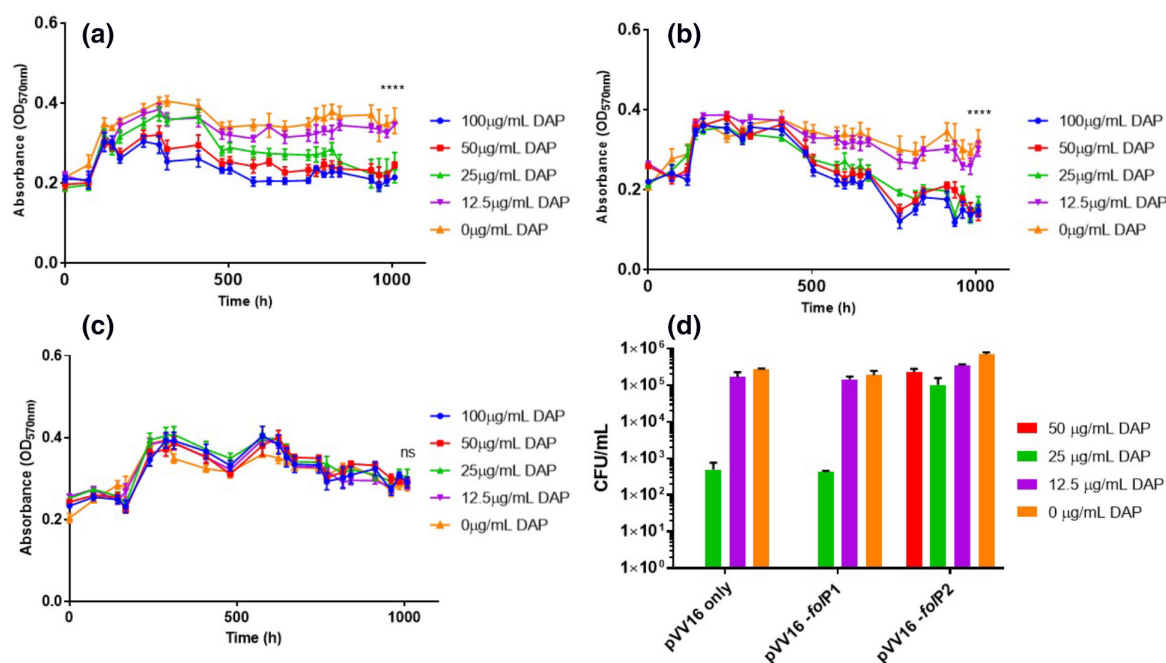 (a)
0.6
0.4
0.2
0.0
Absorbance (OD570nm)
0
500
1000
Time (h)
****
100µg/mL DAP
50µg/mL DAP
25µg/mL DAP
12.5µg/mL DAP
0µg/mL DAP
(b)
0.6
0.4
0.2
0.0
Absorbance (OD570nm)
0
500
1000
Time (h)
****
100µg/mL DAP
50µg/mL DAP
25µg/mL DAP
12.5µg/mL DAP
0µg/mL DAP
(c)
0.6
0.4
0.2
0.0
Absorbance (OD570nm)
0
500
1000
Time (h)
ns
100µg/mL DAP
50µg/mL DAP
25µg/mL DAP
12.5µg/mL DAP
0µg/mL DAP
(d)
1×10⁶
1×10⁵
1×10⁴
1×10³
1×10²
1×10¹
1×10⁰
CFU/mL
pVV16 only
pVV16 -folP1
pVV16 -folP2
50 µg/mL DAP
25 µg/mL DAP
12.5 µg/mL DAP
0 µg/mL DAP